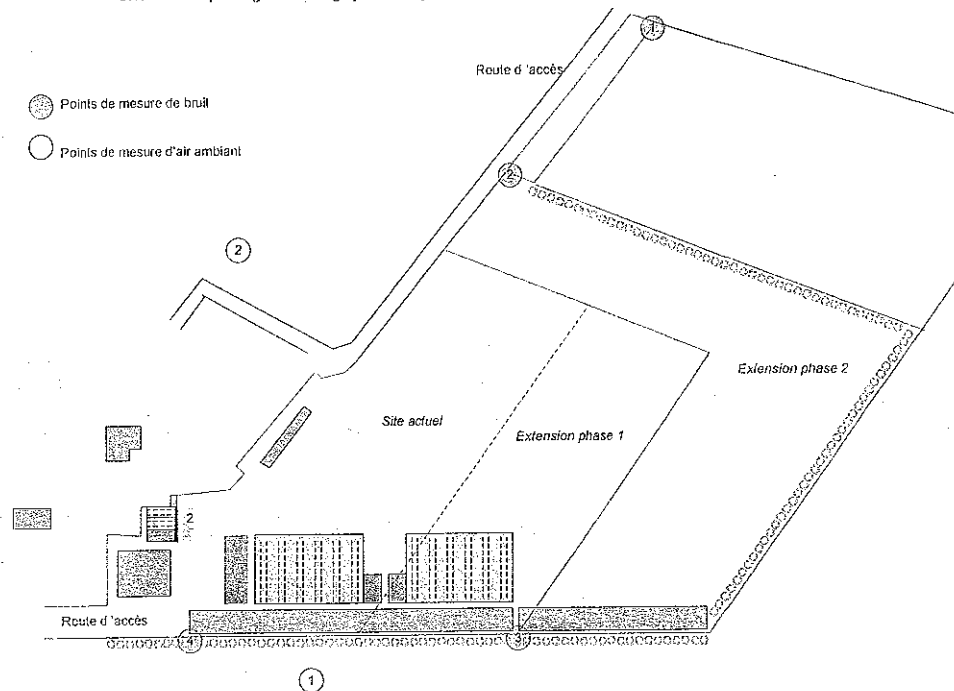 Route d 'accès
1
Points de mesure de bruil
Points de mesure d'air ambiant
2
2
Extension phase 2
Site actuel
Extension phase 1
2
Route d 'accès
4
3
1